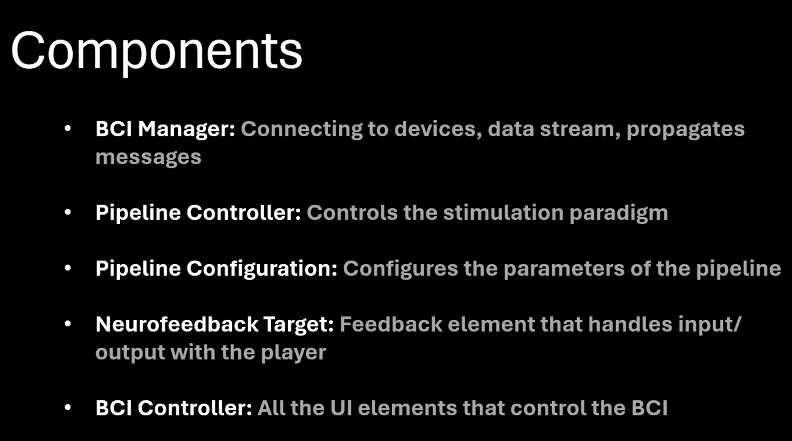 Components
• BCI Manager: Connecting to devices, data stream, propagates
messages
• Pipeline Controller: Controls the stimulation paradigm
• Pipeline Configuration: Configures the parameters of the pipeline
• Neurofeedback Target: Feedback element that handles input/
output with the player
• BCI Controller: All the UI elements that control the BCI